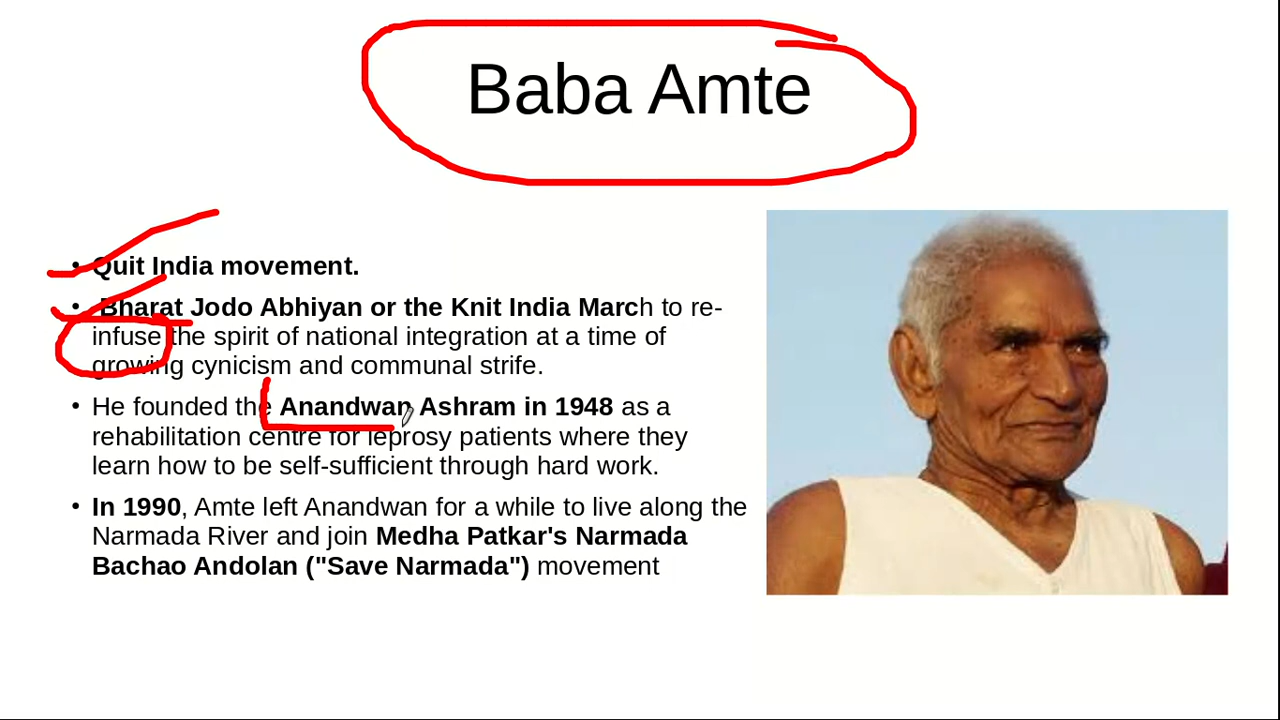 Baba Amte
• Quit India movement.
• Bharat Jodo Abhiyan or the Knit India March to re-
infuse the spirit of national integration at a time of
growing cynicism and communal strife.
• He founded the Anandwan Ashram in 1948 as a
rehabilitation centre for leprosy patients where they
learn how to be self-sufficient through hard work.
• In 1990, Amte left Anandwan for a while to live along the
Narmada River and join Medha Patkar's Narmada
Bachao Andolan ("Save Narmada") movement